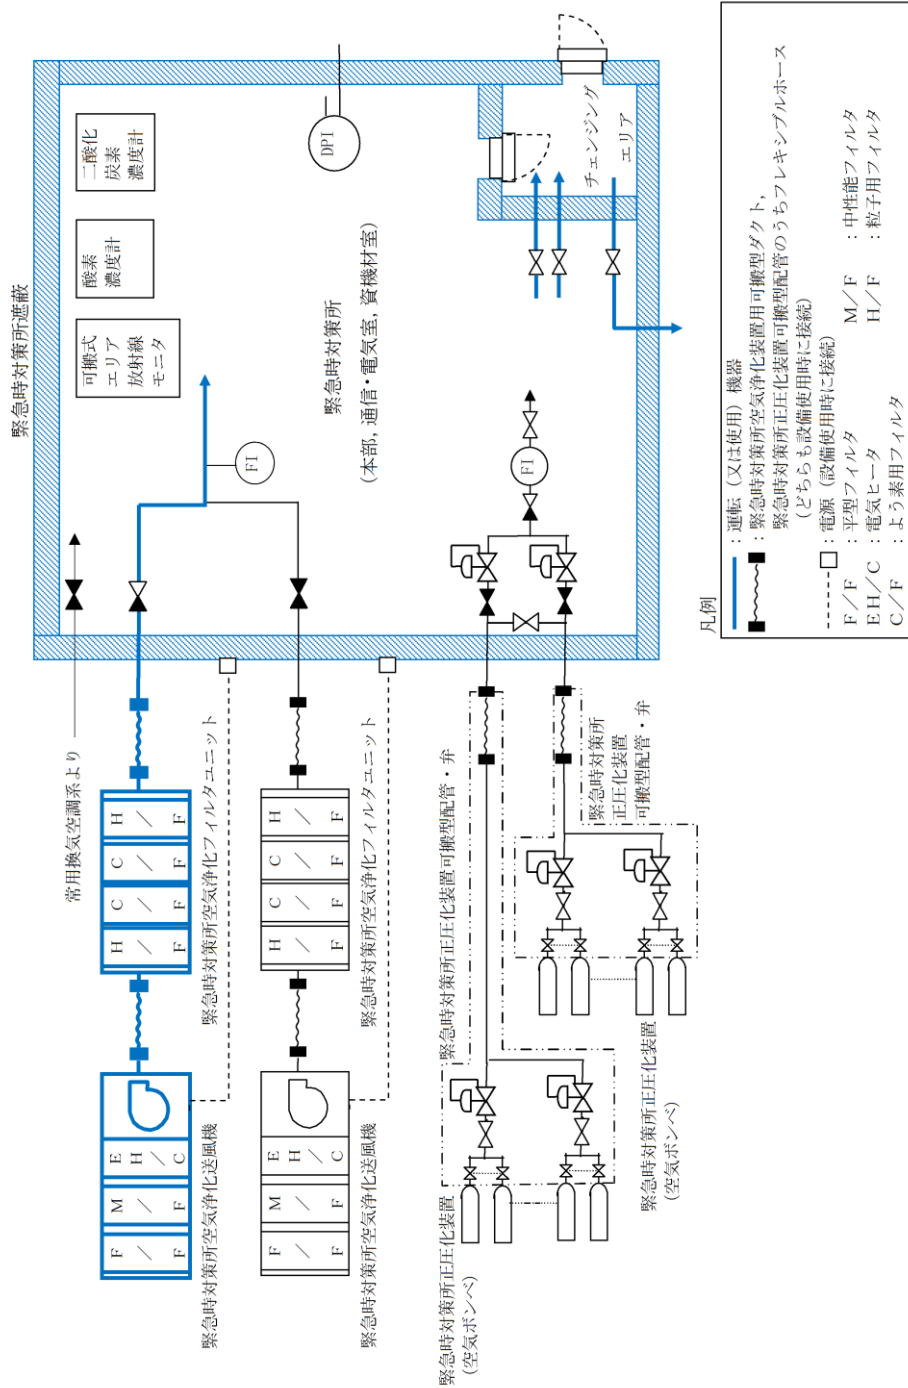 緊急時対策所遮蔽
二酸化
炭素
濃度計
酸素
濃度計
可搬式
エリア
放射線
モニタ
DPI
緊急時対策所
(本部,通信・電気室,資機材室)
チェンジング
エリア
FI
FI
常用換気空調系より
F/F
M/F
EH/C
H/F
C/F
C/F
H/F
緊急時対策所空気浄化送風機
緊急時対策所空気浄化フィルタユニット
F/F
M/F
EH/C
H/F
C/F
C/F
H/F
緊急時対策所空気浄化送風機
緊急時対策所空気浄化フィルタユニット
緊急時対策所正圧化装置可搬型配管・弁
緊急時対策所正圧化装置
(空気ボンベ)
緊急時対策所
正圧化装置
可搬型配管・弁
緊急時対策所正圧化装置
(空気ボンベ)
凡例
:運転(又は使用)機器
:緊急時対策所空気浄化装置用可搬型ダクト,
緊急時対策所正圧化装置可搬型配管のうちフレキシブルホース
(どちらも設備使用時に接続)
:電源(設備使用時に接続)
F/F :平型フィルタ M/F :中性能フィルタ
EH/C :電気ヒータ H/F :粒子用フィルタ
C/F :よう素用フィルタ